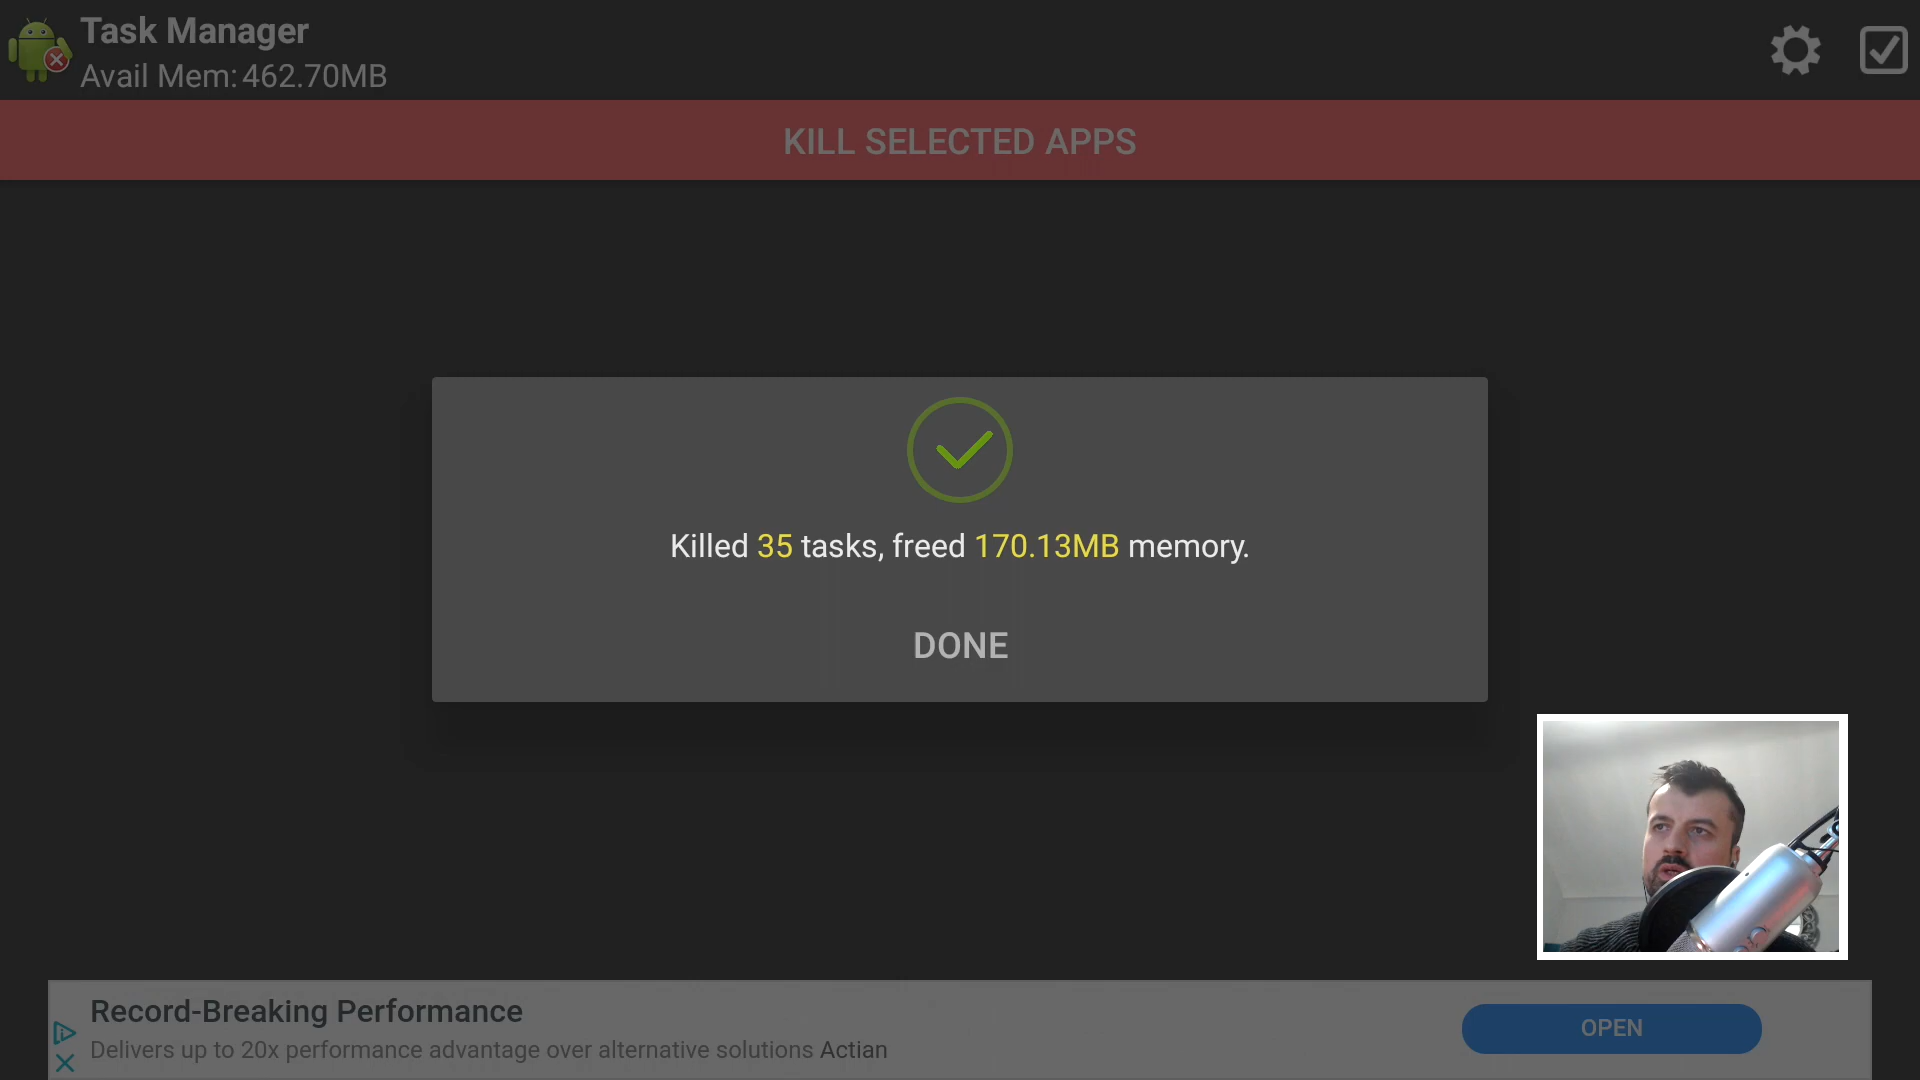 Task Manager
Avail Mem: 462.70MB
KILL SELECTED APPS
Killed 35 tasks, freed 170.13MB memory.
DONE
Record-Breaking Performance
Delivers up to 20x performance advantage over alternative solutions Actian
OPEN